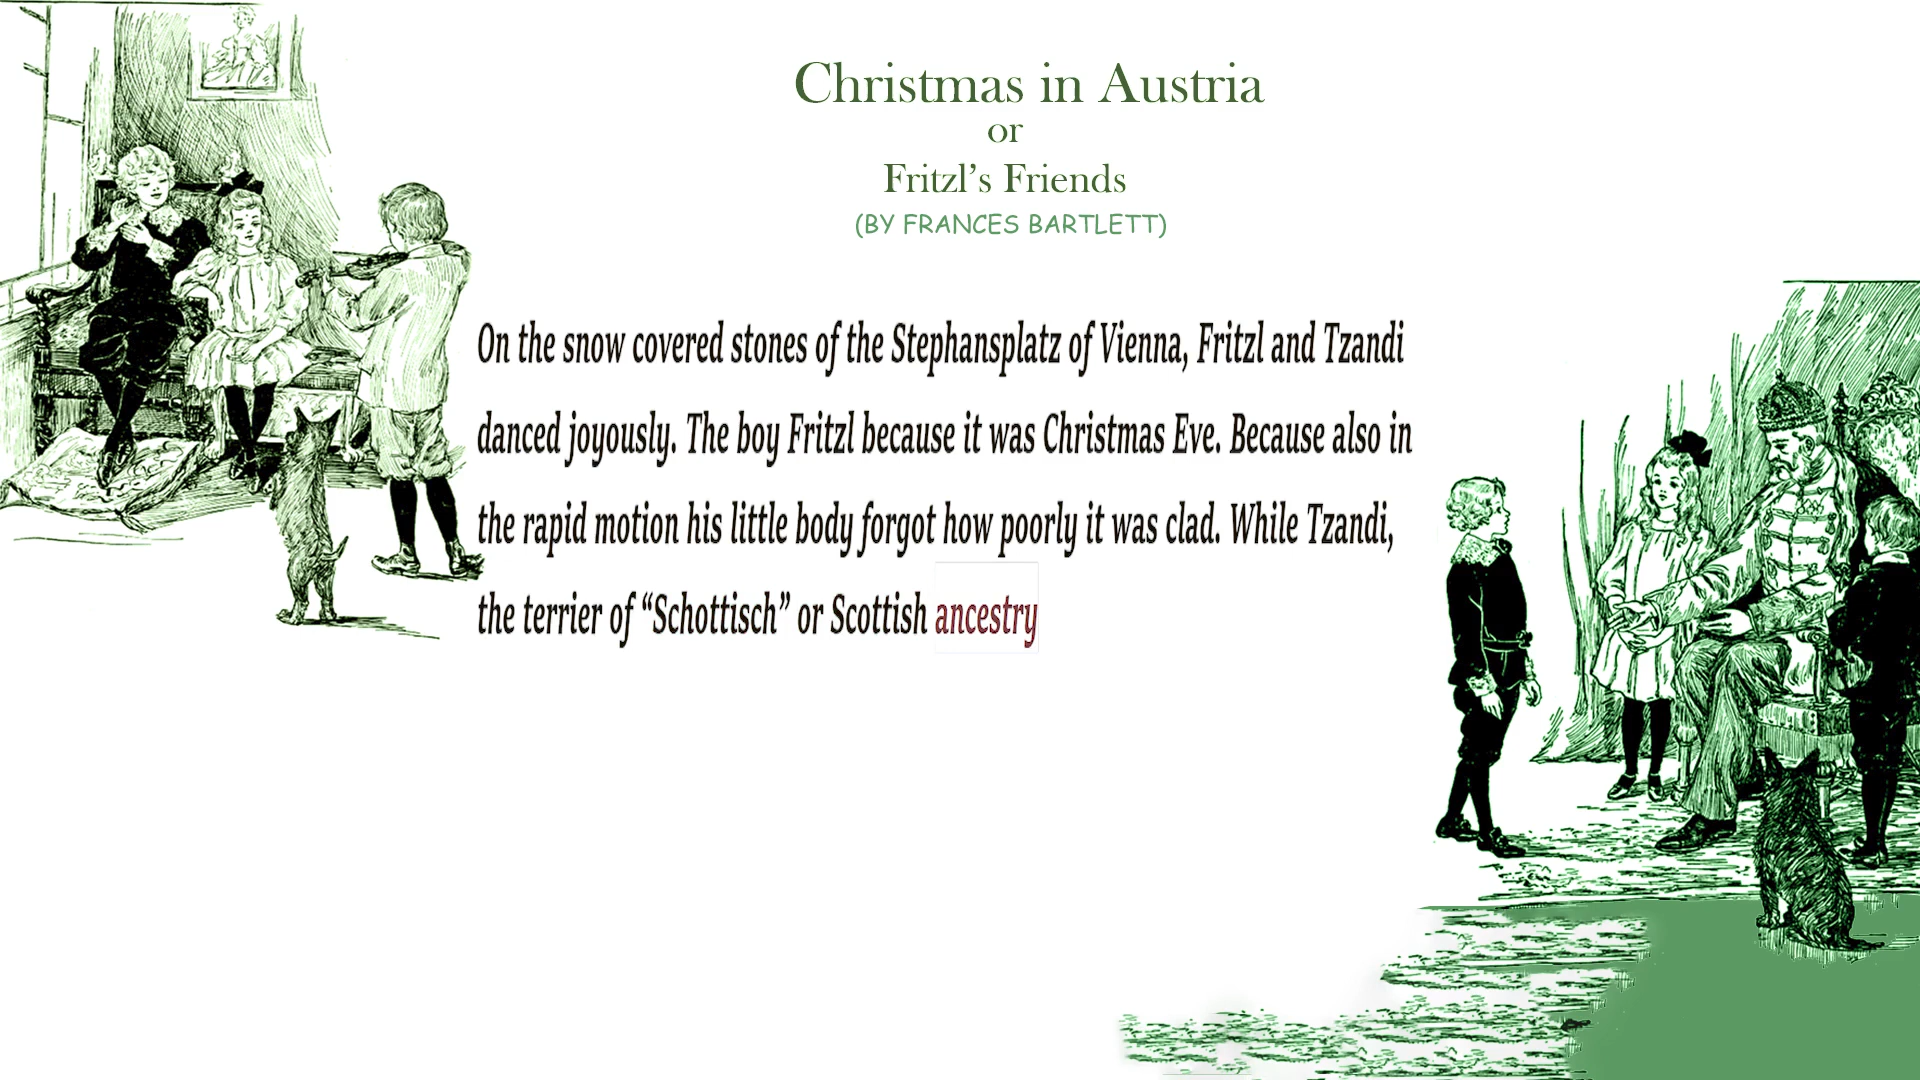 Christmas in Austria
or
Fritzl’s Friends
(BY FRANCES BARTLETT)
On the snow covered stones of the Stephansplatz of Vienna, Fritzl and Tzandi
danced joyously. The boy Fritzl because it was Christmas Eve. Because also in
the rapid motion his little body forgot how poorly it was clad. While Tzandi,
the terrier of “Schottisch” or Scottish ancestry